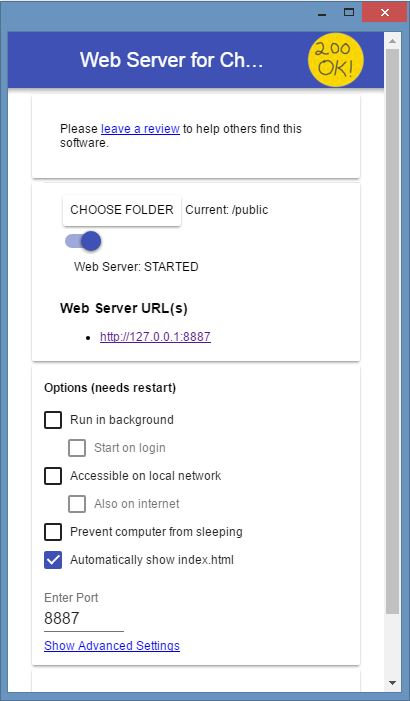 Web Server for Ch...
200
OK!
Please leave a review to help others find this
software.
CHOOSE FOLDER Current: /public
Web Server: STARTED
Web Server URL(s)
http://127.0.0.1:8887
Options (needs restart)
Run in background
Start on login
Accessible on local network
Also on internet
Prevent computer from sleeping
Automatically show index.html
Enter Port
8887
Show Advanced Settings